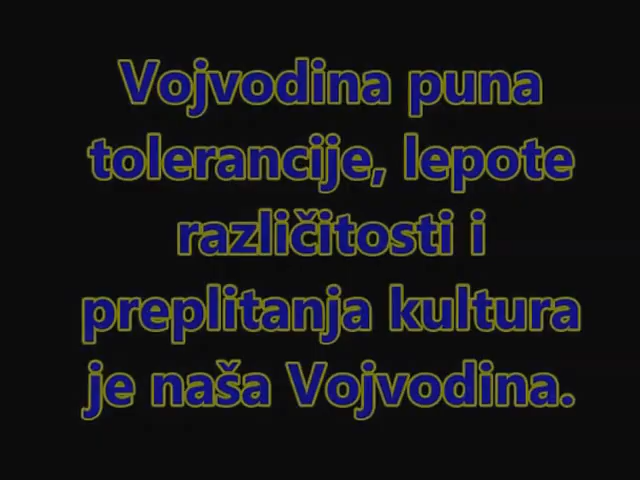 Vojvodina puna
tolerancije, lepote
različitosti i
preplitanja kultura
je naša Vojvodina.